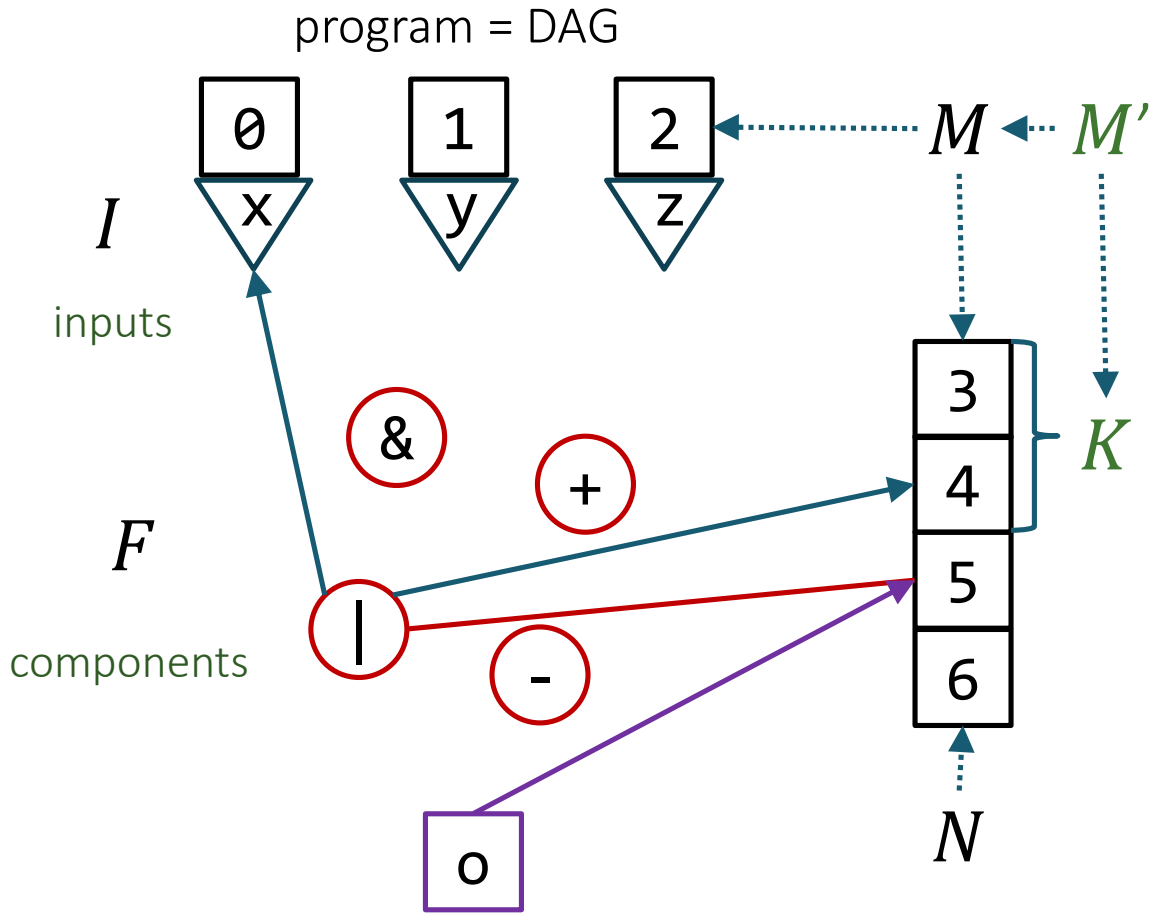 program = DAG
0 1 2 M M’
x y z
I
inputs
3
&
K
+ 4
F
5
|
components
-
6
N
o